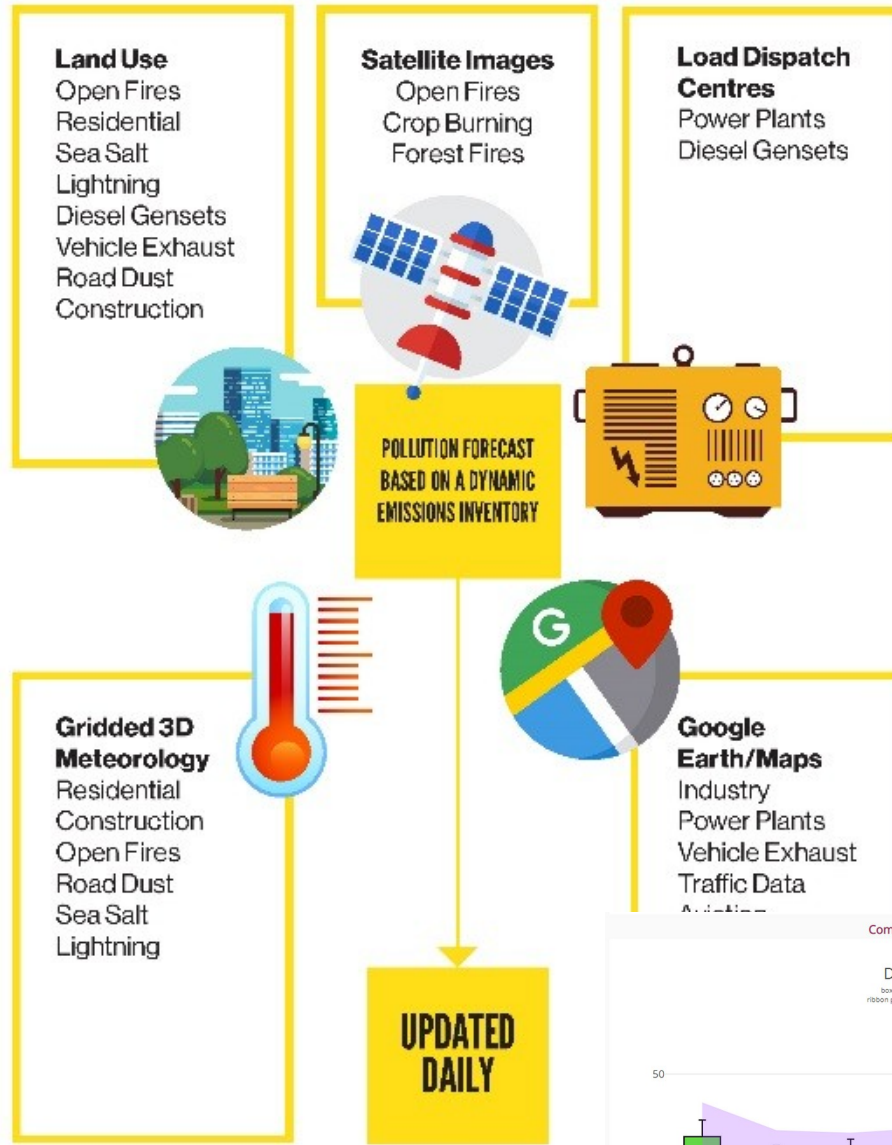 Land Use
Open Fires
Residential
Sea Salt
Lightning
Diesel Gensets
Vehicle Exhaust
Road Dust
Construction
Satellite Images
Open Fires
Crop Burning
Forest Fires
Load Dispatch
Centres
Power Plants
Diesel Gensets
POLLUTION FORECAST
BASED ON A DYNAMIC
EMISSIONS INVENTORY
G
Gridded 3D
Meteorology
Residential
Construction
Open Fires
Road Dust
Sea Salt
Lightning
Google
Earth/Maps
Industry
Power Plants
Vehicle Exhaust
Traffic Data
UPDATED
DAILY
Com
D
box
ribbon
50